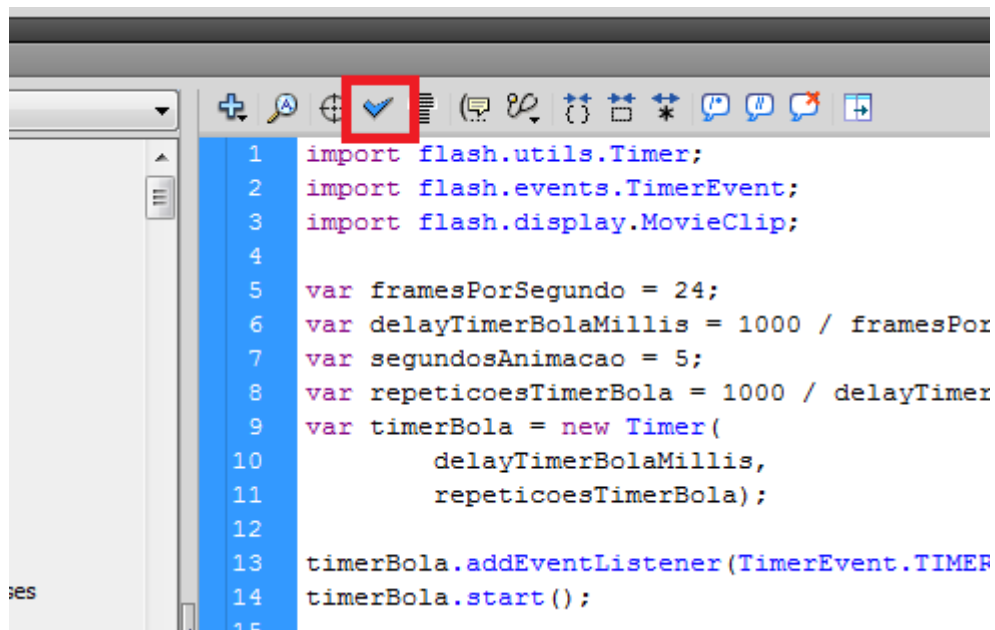 1 import flash.utils.Timer;
2 import flash.events.TimerEvent;
3 import flash.display.MovieClip;
4
5 var framesPorSegundo = 24;
6 var delayTimerBolaMillis = 1000 / framesPor
7 var segundosAnimacao = 5;
8 var repeticoesTimerBola = 1000 / delayTimer
9 var timerBola = new Timer(
10 delayTimerBolaMillis,
11 repeticoesTimerBola);
12
13 timerBola.addEventListener(TimerEvent.TIMER
ses
14 timerBola.start();
15